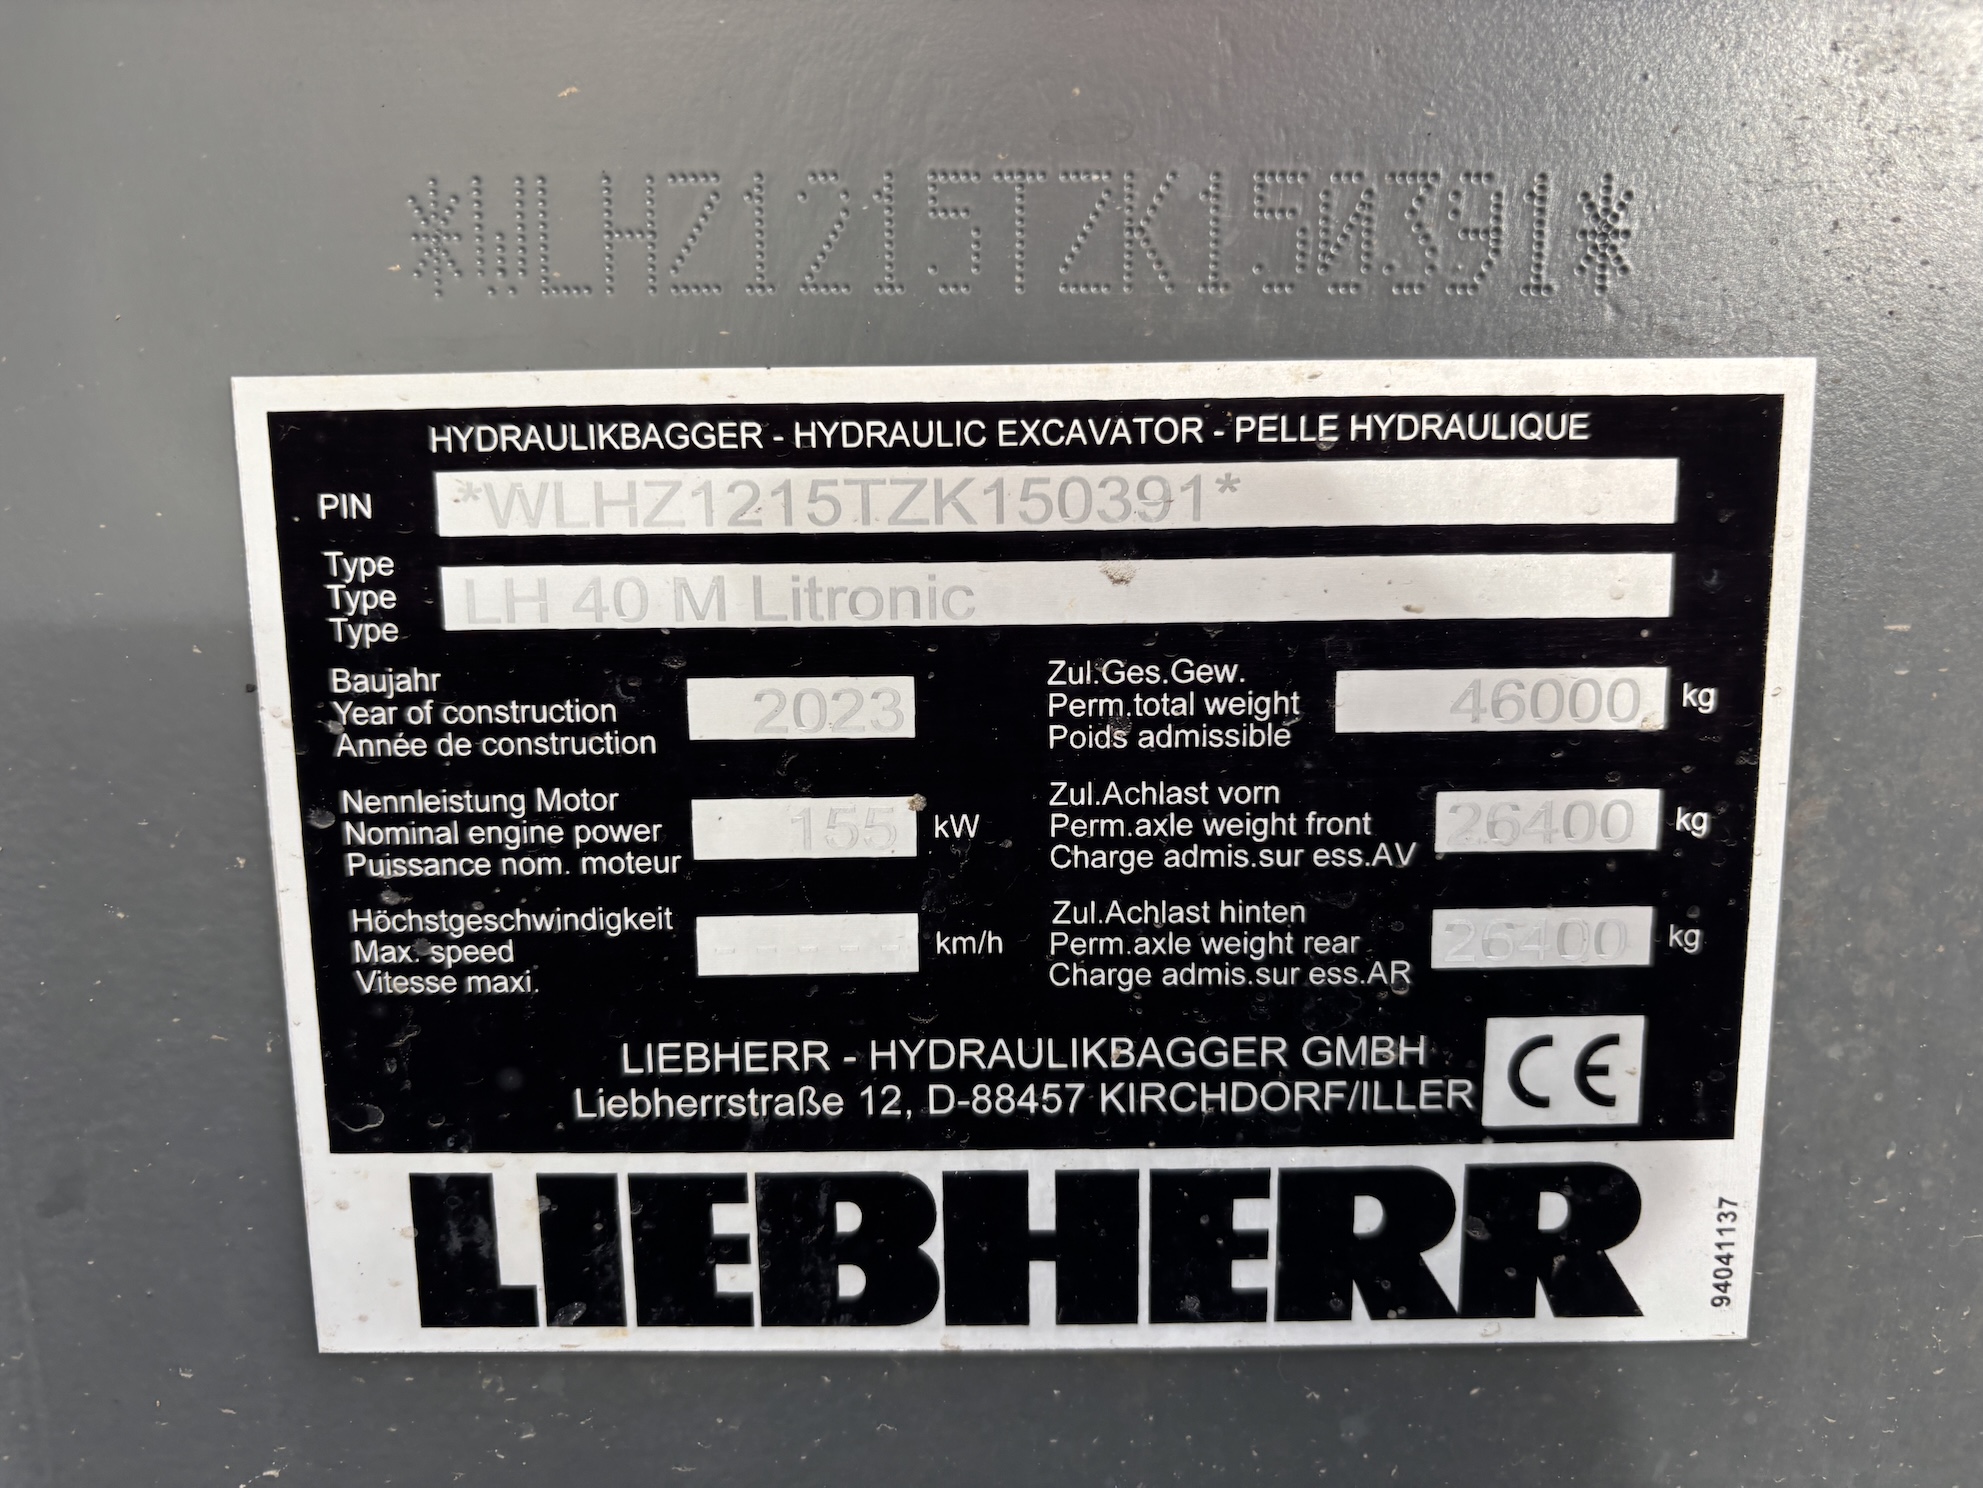 *WLHZ1215TZK150391*
HYDRAULIKBAGGER - HYDRAULIC EXCAVATOR - PELLE HYDRAULIQUE
PIN *WLHZ1215TZK150391*
Type
Type LH 40 M Litronic
Type
Baujahr
Year of construction 2023
Année de construction
Zul.Ges.Gew.
Perm.total weight 46000 kg
Poids admissible
Nennleistung Motor
Nominal engine power 155 kW
Puissance nom. moteur
Zul.Achlast vorn
Perm.axle weight front 26400 kg
Charge admis.sur ess.AV
Höchstgeschwindigkeit
Max. speed - - - - - km/h
Vitesse maxi.
Zul.Achlast hinten
Perm.axle weight rear 26400 kg
Charge admis.sur ess.AR
LIEBHERR - HYDRAULIKBAGGER GMBH
Liebherrstraße 12, D-88457 KIRCHDORF/ILLER
CE
LIEBHERR
94041137